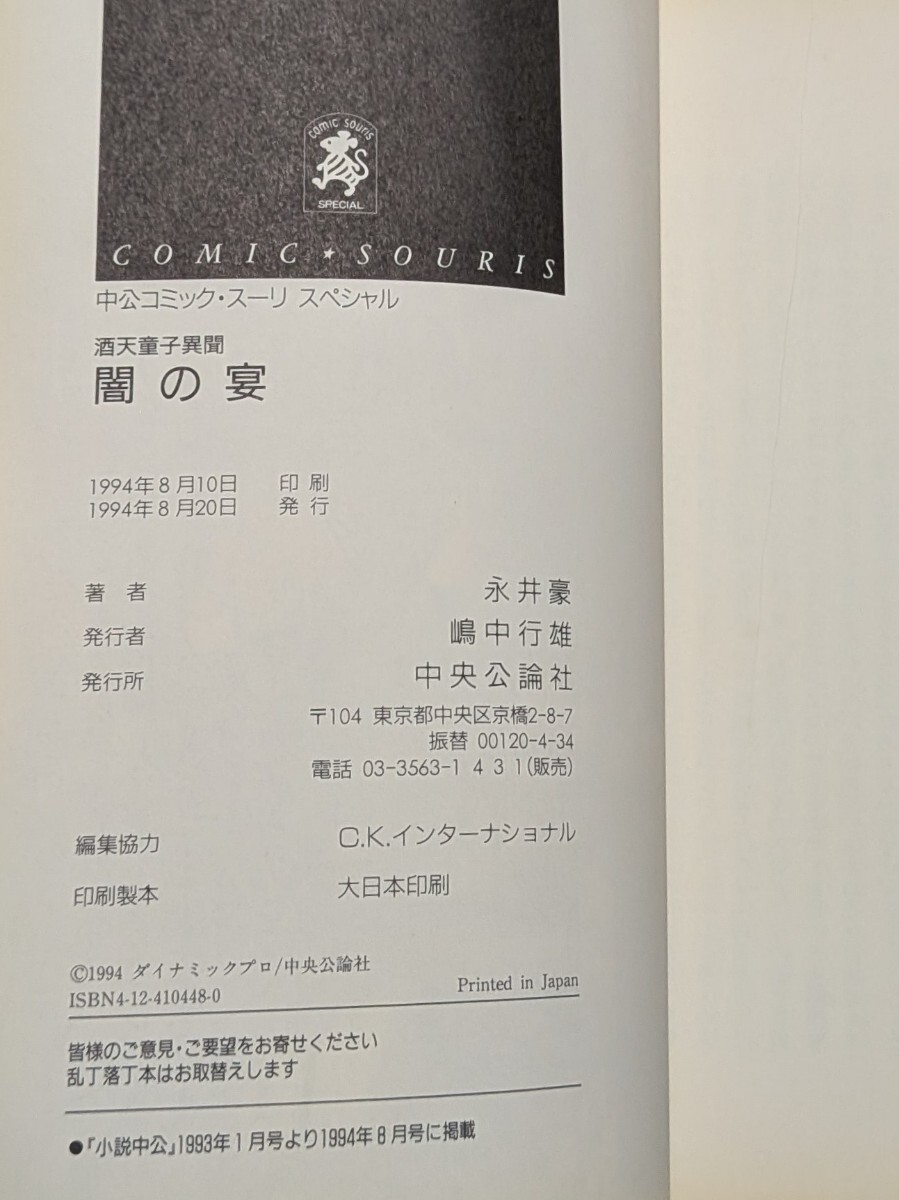 comic souris
SPECIAL
COMIC★SOURIS
中公コミック・スーリ スペシャル
酒天童子異聞
闇の宴
1994年8月10日 印刷
1994年8月20日 発行
著者 永井豪
発行者 嶋中行雄
発行所 中央公論社
〒104 東京都中央区京橋2-8-7
振替 00120-4-34
電話 03-3563-1431(販売)
編集協力 C.K.インターナショナル
印刷製本 大日本印刷
©1994 ダイナミックプロ/中央公論社
ISBN4-12-410448-0 Printed in Japan
皆様のご意見・ご要望をお寄せください
乱丁落丁本はお取替えします
●『小説中公』1993年1月号より1994年8月号に掲載